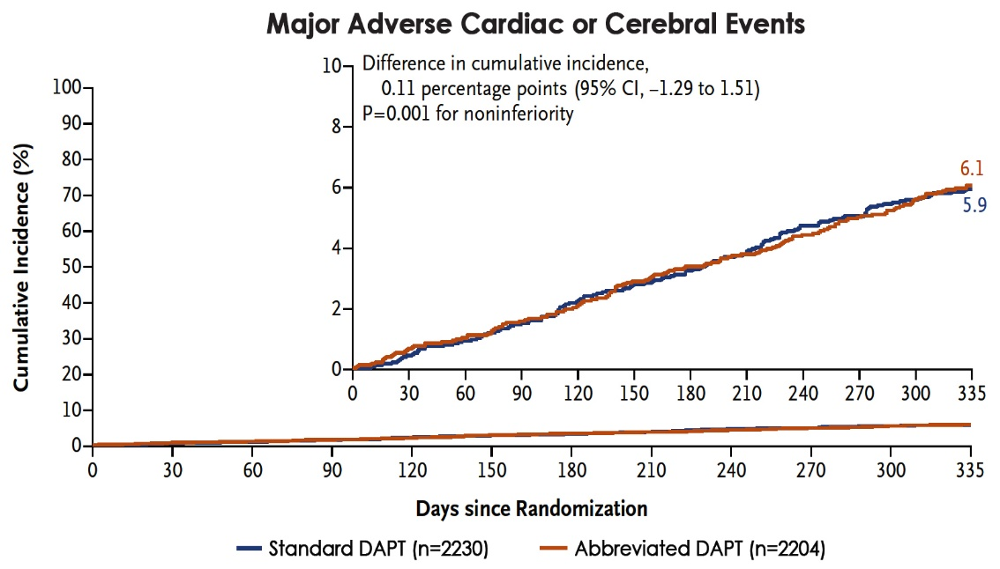 Major Adverse Cardiac or Cerebral Events
Difference in cumulative incidence,
0.11 percentage points (95% CI, –1.29 to 1.51)
P=0.001 for noninferiority
10
8
6
4
2
0
6.1
5.9
0 30 60 90 120 150 180 210 240 270 300 335
Cumulative Incidence (%)
100
90
80
70
60
50
40
30
20
10
0
0 30 60 90 120 150 180 210 240 270 300 335
Days since Randomization
Standard DAPT (n=2230) Abbreviated DAPT (n=2204)